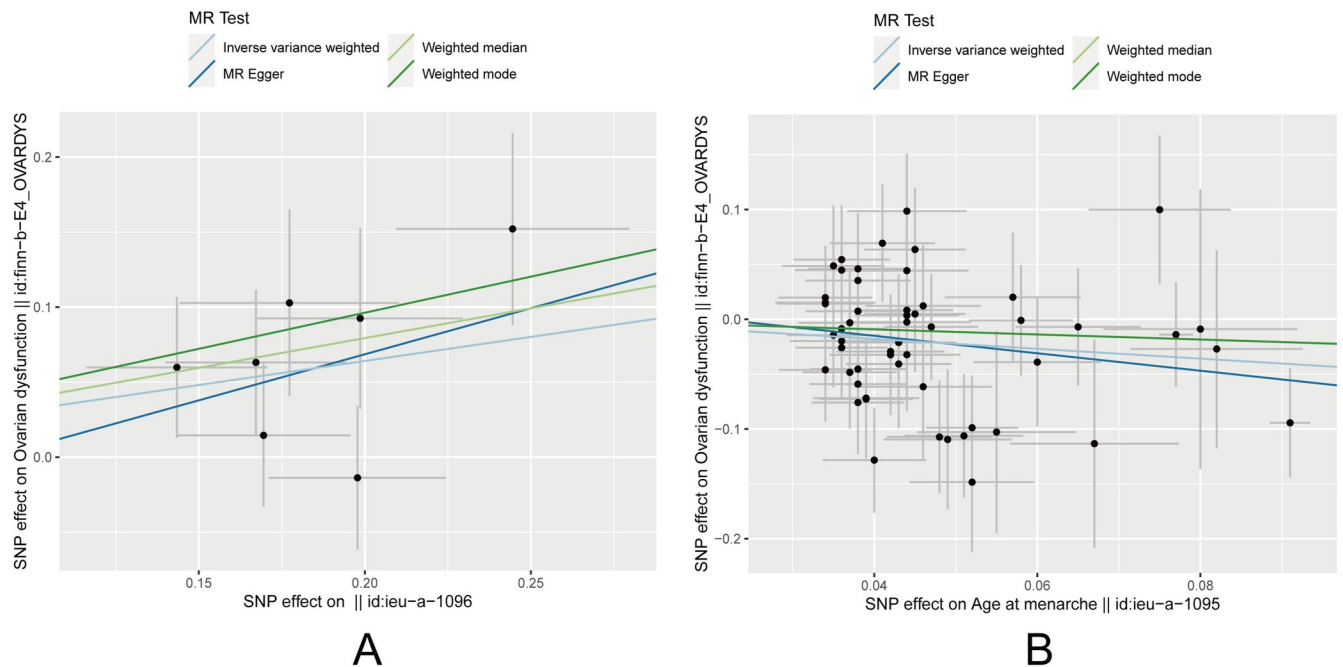 MR Test
Inverse variance weighted
Weighted median
MR Egger
Weighted mode
SNP effect on Ovarian dysfunction || id:finn−b−E4_OVARDYS
0.2
0.1
0.0
0.15
0.20
0.25
SNP effect on || id:ieu−a−1096
A
MR Test
Inverse variance weighted
Weighted median
MR Egger
Weighted mode
SNP effect on Ovarian dysfunction || id:finn−b−E4_OVARDYS
0.1
0.0
−0.1
−0.2
0.04
0.06
0.08
SNP effect on Age at menarche || id:ieu−a−1095
B